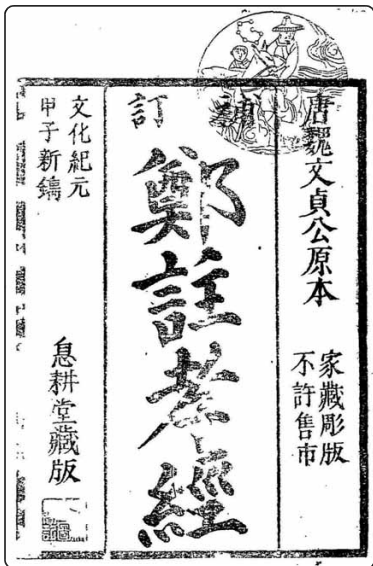 唐魏文貞公原本
家藏彫版
不許售市
訂
鄭註孝經
文化紀元
甲子新鐫
息耕堂藏版